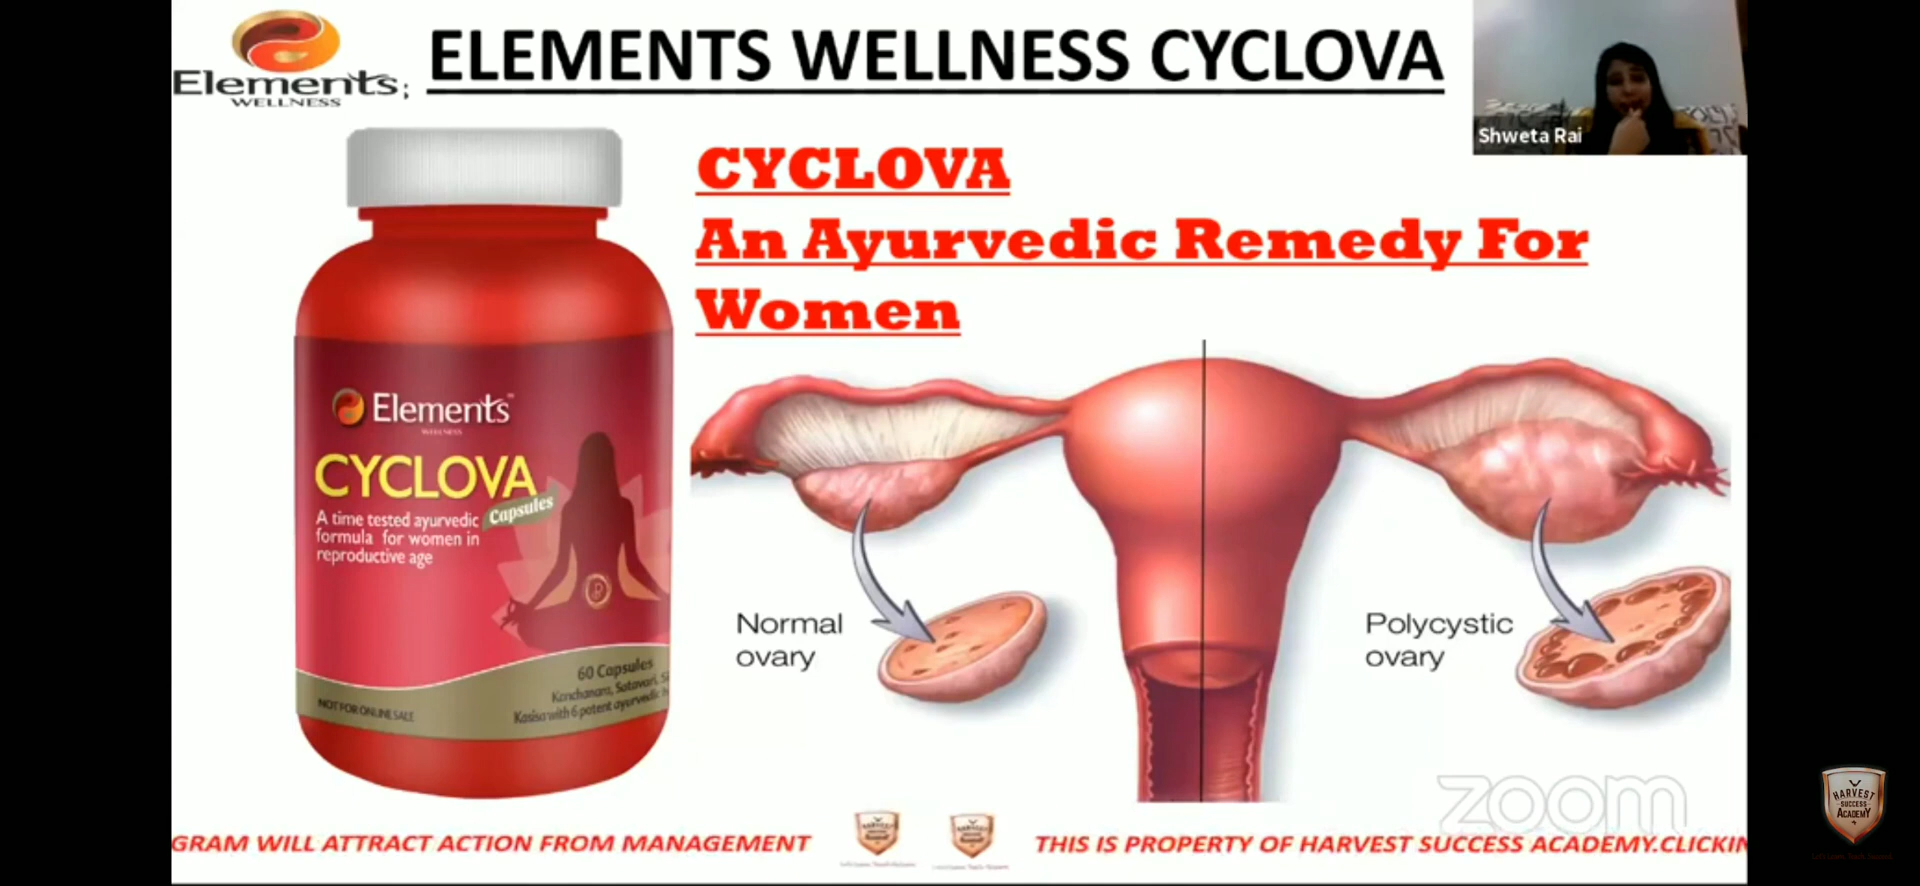 Elements
WELLNESS
ELEMENTS WELLNESS CYCLOVA
Shweta Rai
CYCLOVA
An Ayurvedic Remedy For
Women
Elements
WELLNESS
CYCLOVA
Capsules
A time tested ayurvedic
formula for women in
reproductive age
60 Capsules
Kanchanara, Satavari,
Kasisa with 6 potent ayurvedic
NOT FOR ONLINE SALE
Normal
ovary
Polycystic
ovary
zoom
HARVEST
SUCCESS
ACADEMY
GRAM WILL ATTRACT ACTION FROM MANAGEMENT
THIS IS PROPERTY OF HARVEST SUCCESS ACADEMY.CLICKIN